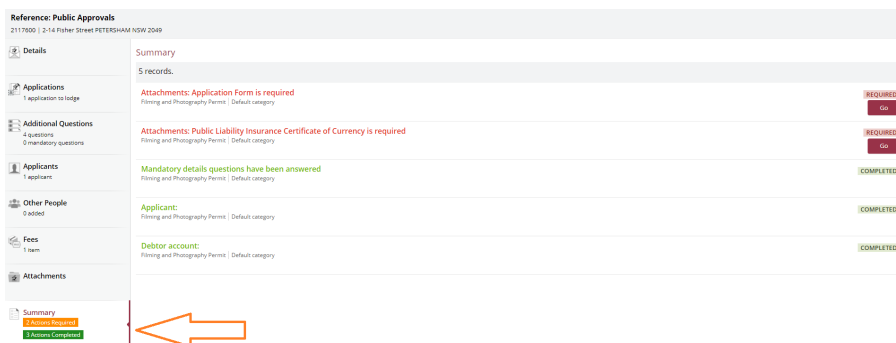 Reference: Public Approvals
2117600 | 2-14 Fisher Street PETERSHAM NSW 2049
Details
Applications
1 application to lodge
Additional Questions
4 questions
0 mandatory questions
Applicants
1 applicant
Other People
0 added
Fees
1 item
Attachments
Summary
2 Actions Required
3 Actions Completed
Summary
5 records.
Attachments: Application Form is required
Filming and Photography Permit | Default category
REQUIRED
Go
Attachments: Public Liability Insurance Certificate of Currency is required
Filming and Photography Permit | Default category
REQUIRED
Go
Mandatory details questions have been answered
Filming and Photography Permit | Default category
COMPLETED
Applicant:
Filming and Photography Permit | Default category
COMPLETED
Debtor account:
Filming and Photography Permit | Default category
COMPLETED